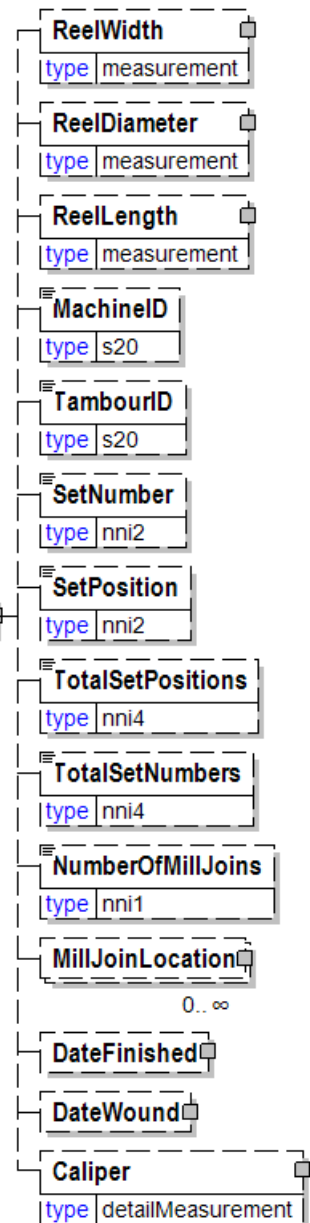 ReelWidth
type measurement
ReelDiameter
type measurement
ReelLength
type measurement
MachineID
type s20
TambourID
type s20
SetNumber
type nni2
SetPosition
type nni2
TotalSetPositions
type nni4
TotalSetNumbers
type nni4
NumberOfMillJoins
type nni1
MillJoinLocation
0.. ∞
DateFinished
DateWound
Caliper
type detailMeasurement